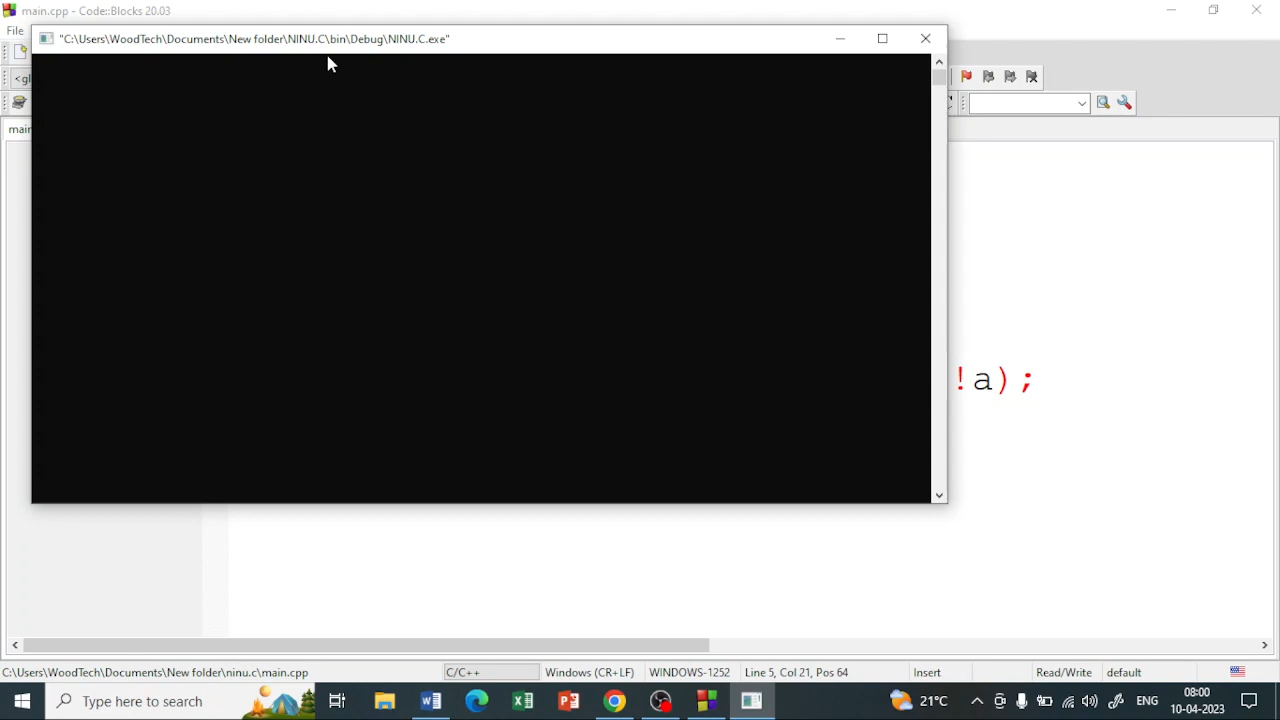 main.cpp - Code::Blocks 20.03
File
"C:\Users\WoodTech\Documents\New folder\NINU.C\bin\Debug\NINU.C.exe"
<gl
main
!a);
C:\Users\WoodTech\Documents\New folder\ninu.c\main.cpp
C/C++
Windows (CR+LF)
WINDOWS-1252
Line 5, Col 21, Pos 64
Insert
Read/Write
default
Type here to search
21°C
ENG
08:00
10-04-2023